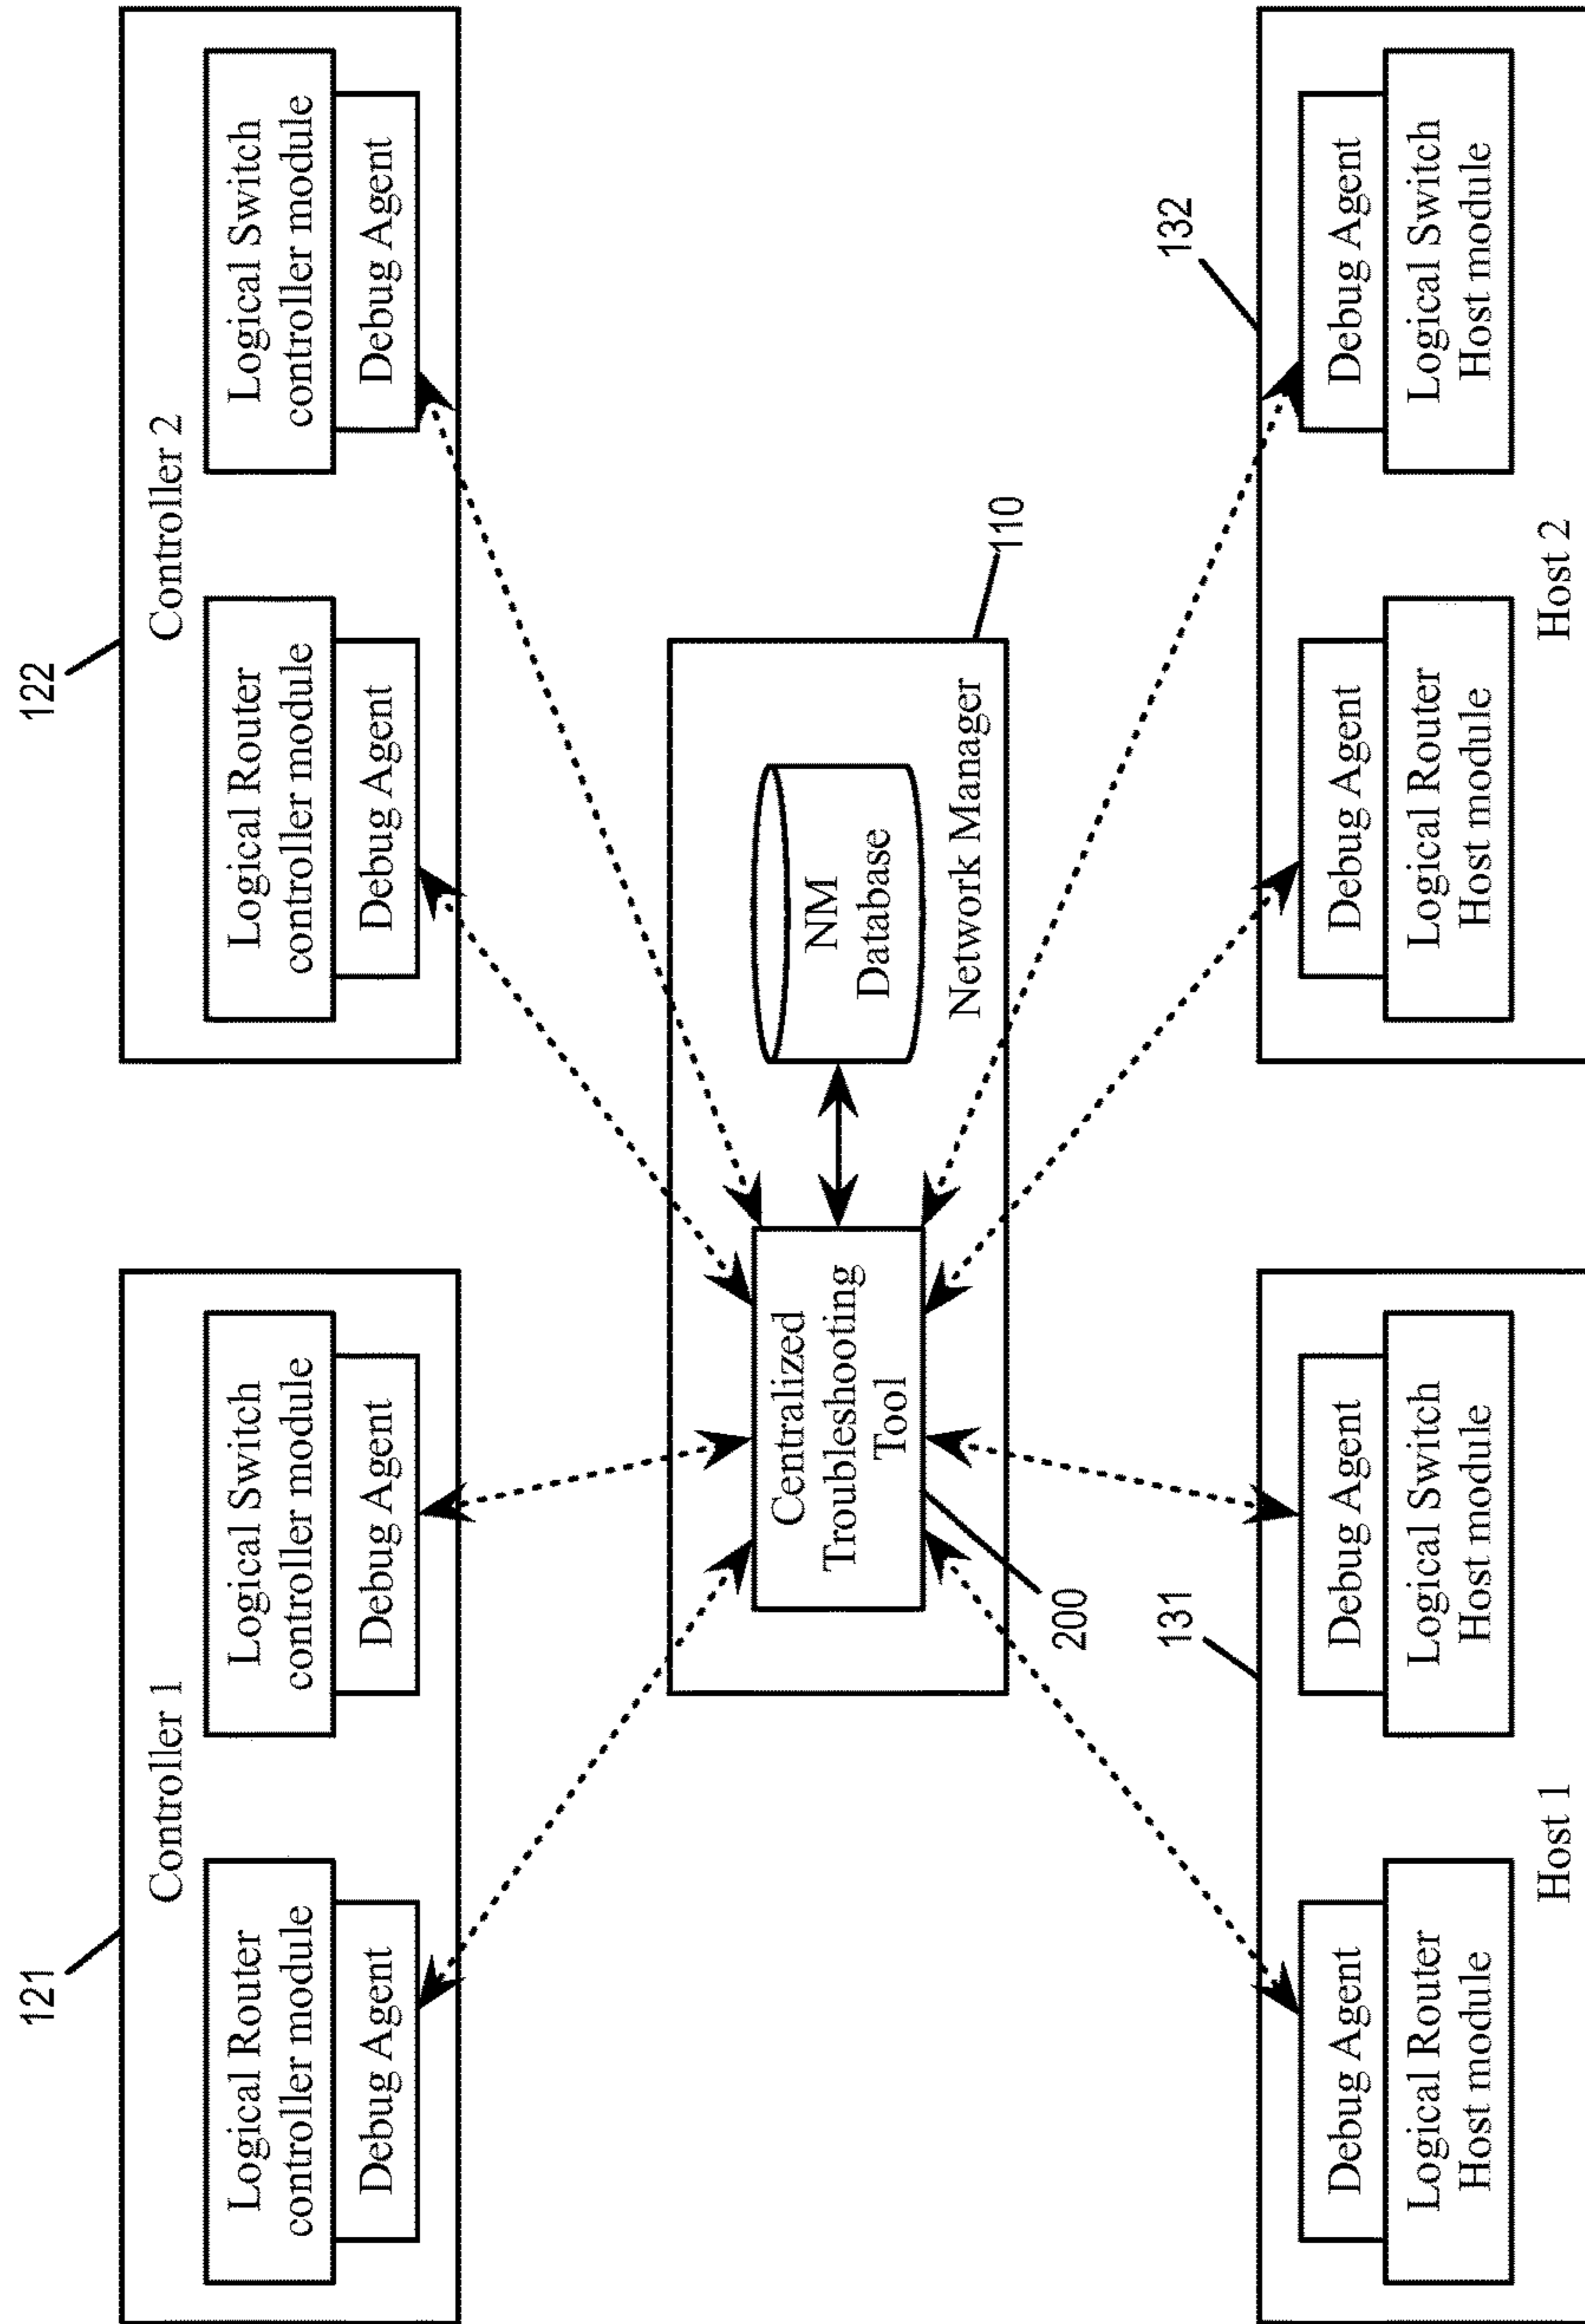 121
122
Controller 1
Controller 2
Logical Router
controller module
Debug Agent
Logical Switch
controller module
Debug Agent
Logical Router
controller module
Debug Agent
Logical Switch
controller module
Debug Agent
Centralized
Troubleshooting
Tool
NM
Database
Network Manager
110
200
131
132
Debug Agent
Logical Router
Host module
Debug Agent
Logical Switch
Host module
Debug Agent
Logical Router
Host module
Debug Agent
Logical Switch
Host module
Host 1
Host 2